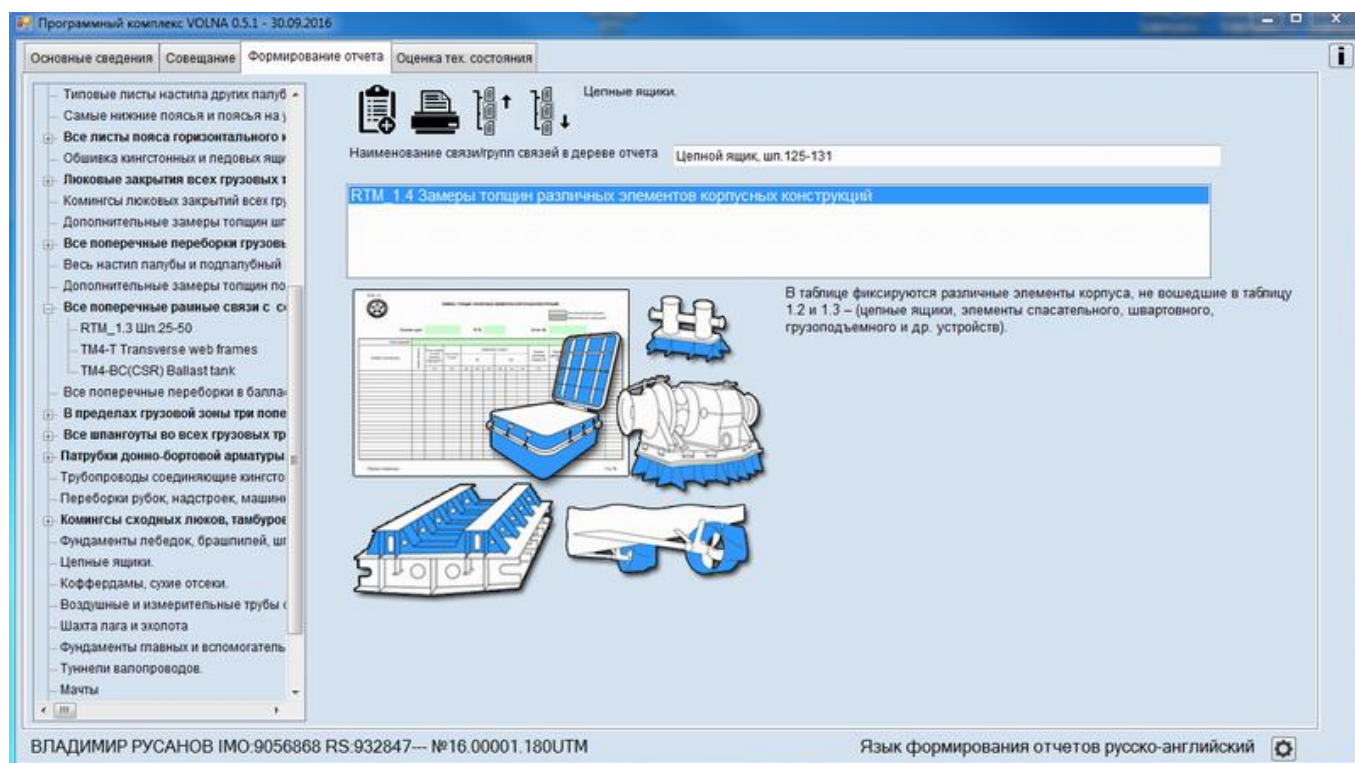 Программный комплекс VOLNA 0.5.1 - 30.09.2016
Основные сведения Совещание Формирование отчета Оценка тех. состояния
Типовые листы настила других палуб
Самые нижние поясья и поясья на у
Все листы пояса горизонтального к
Обшивка кингстонных и ледовых ящи
Люковые закрытия всех грузовых т
Комингсы люковых закрытий всех гру
Дополнительные замеры толщин шп
Все поперечные переборки грузовы
Весь настил палубы и подпалубный
Дополнительные замеры толщин по
Все поперечные рамные связи с со
RTM_1.3 Шп.25-50
TM4-T Transverse web frames
TM4-BC(CSR) Ballast tank
Все поперечные переборки в балла
В пределах грузовой зоны три попе
Все шпангоуты во всех грузовых тр
Патрубки донно-бортовой арматуры
Трубопроводы соединяющие кингсто
Переборки рубок, надстроек, машинн
Комингсы сходных люков, тамбуров
Фундаменты лебедок, брашпилей, шп
Цепные ящики.
Коффердамы, сухие отсеки.
Воздушные и измерительные трубы с
Шахта лага и эхолота
Фундаменты главных и вспомогатель
Туннели валопроводов.
Мачты
Цепные ящики.
Наименование связи/групп связей в дереве отчета Цепной ящик, шп.125-131
RTM_1.4 Замеры толщин различных элементов корпусных конструкций
В таблице фиксируются различные элементы корпуса, не вошедшие в таблицу
1.2 и 1.3 – (цепные ящики, элементы спасательного, швартовного,
грузоподъемного и др. устройств).
ВЛАДИМИР РУСАНОВ IMO:9056868 RS:932847--- №16.00001.180UTM
Язык формирования отчетов русско-английский